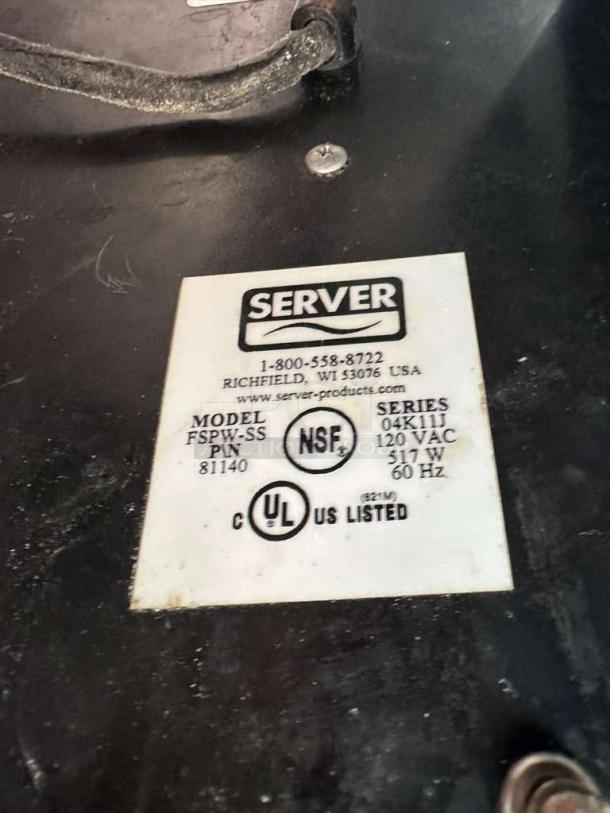 SERVER
1-800-558-8722
RICHFIELD, WI 53076 USA
www.server-products.com
MODEL
FSPW-SS
P\N
81140
NSF®
SERIES
04K11J
120 VAC
517 W
60 Hz
(821M)
C UL® US LISTED